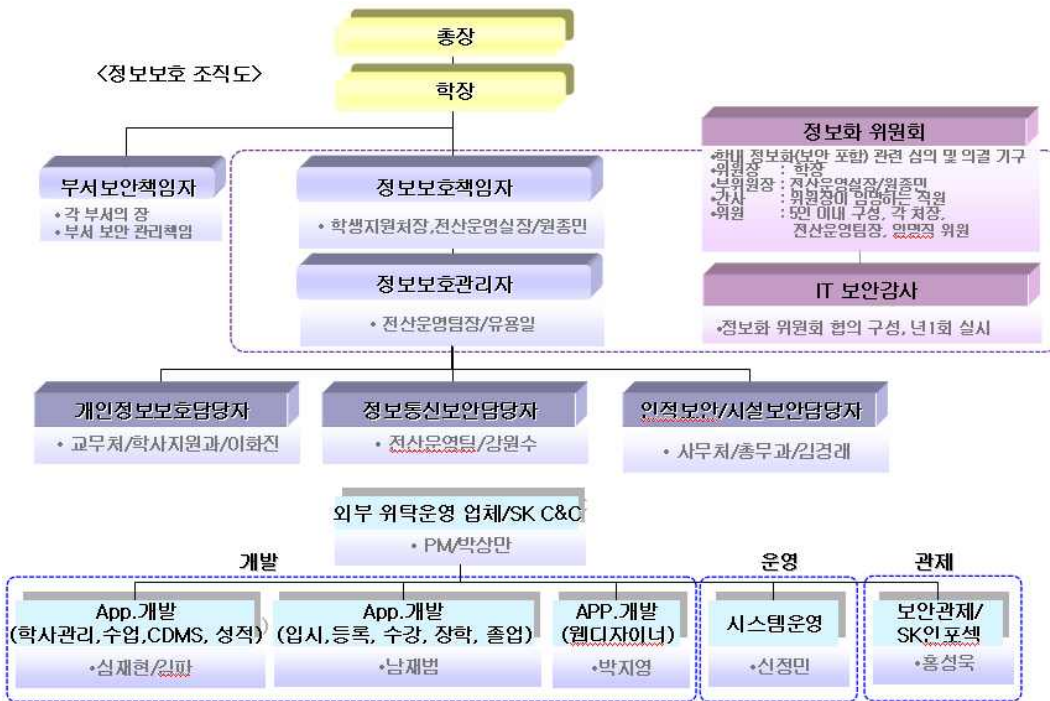 총장
<정보보호 조직도>
학장
정보화 위원회
•학내 정보화(보안 포함) 관련 심의 및 의결 기구
•위원장 : 학장
•부위원장 : 전산운영실장/원종민
•간사 : 위원장이 임명하는 직원
•위원 : 5인 이내 구성, 각 처장,
전산운영팀장, 임명직 위원
부서보안책임자
• 각 부서의 장
• 부서 보안 관리책임
정보보호책임자
• 학생지원처장,전산운영실장/원종민
정보보호관리자
• 전산운영팀장/유용일
IT 보안감사
•정보화 위원회 협의 구성, 년1회 실시
개인정보보호담당자
• 교무처/학사지원과/이화진
정보통신보안담당자
• 전산운영팀/강원수
인적보안/시설보안담당자
• 사무처/총무과/김경래
외부 위탁운영 업체/SK C&C
• PM/박상만
개발
운영
관제
App.개발
(학사관리,수업,CDMS, 성적)
•심재현/김파
App.개발
(입시,등록, 수강, 장학, 졸업)
•남재범
APP.개발
(웹디자이너)
•박지영
시스템운영
•신정민
보안관제/
SK인포섹
•홍성욱